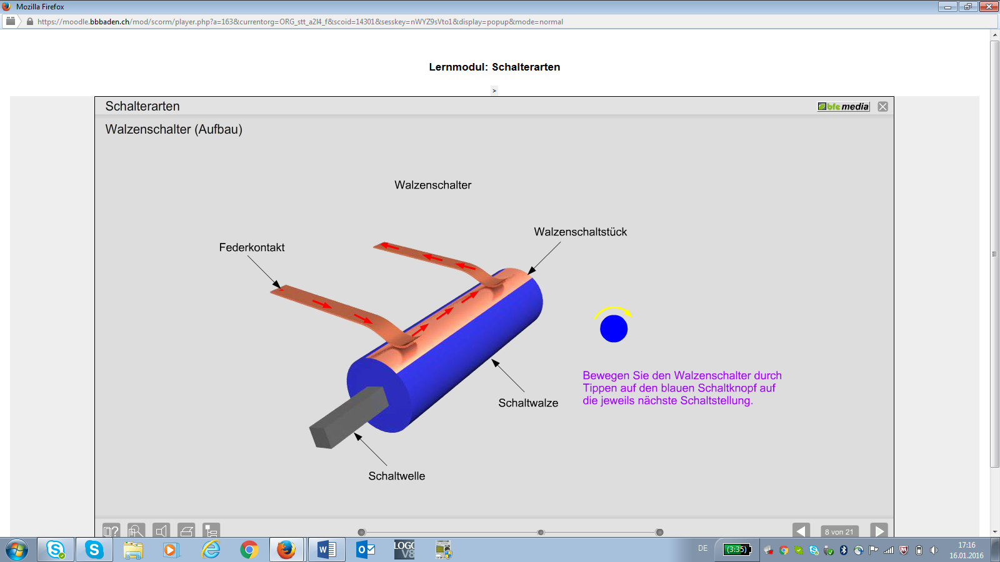 Mozilla Firefox
https://moodle.bbbaden.ch/mod/scorm/player.php?a=163&currentorg=ORG_stt_a2l4_f&scoid=14301&sesskey=nWYZ9sVto1&display=popup&mode=normal
Lernmodul: Schalterarten
>
Schalterarten
bfe media
Walzenschalter (Aufbau)
Walzenschalter
Walzenschaltstück
Federkontakt
Bewegen Sie den Walzenschalter durch
Tippen auf den blauen Schaltknopf auf
die jeweils nächste Schaltstellung.
Schaltwalze
Schaltwelle
8 von 21
LOGO
V8
DE
(3:35)
17:16
16.01.2016